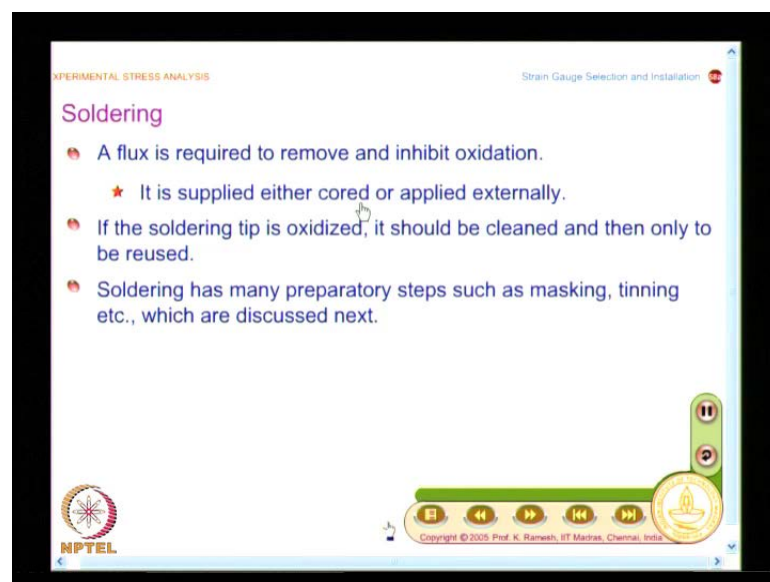 XPERIMENTAL STRESS ANALYSIS
Strain Gauge Selection and Installation
Soldering
A flux is required to remove and inhibit oxidation.
It is supplied either cored or applied externally.
If the soldering tip is oxidized, it should be cleaned and then only to
be reused.
Soldering has many preparatory steps such as masking, tinning
etc., which are discussed next.
NPTEL
Copyright © 2005 Prof. K. Ramesh, IIT Madras, Chennai, India